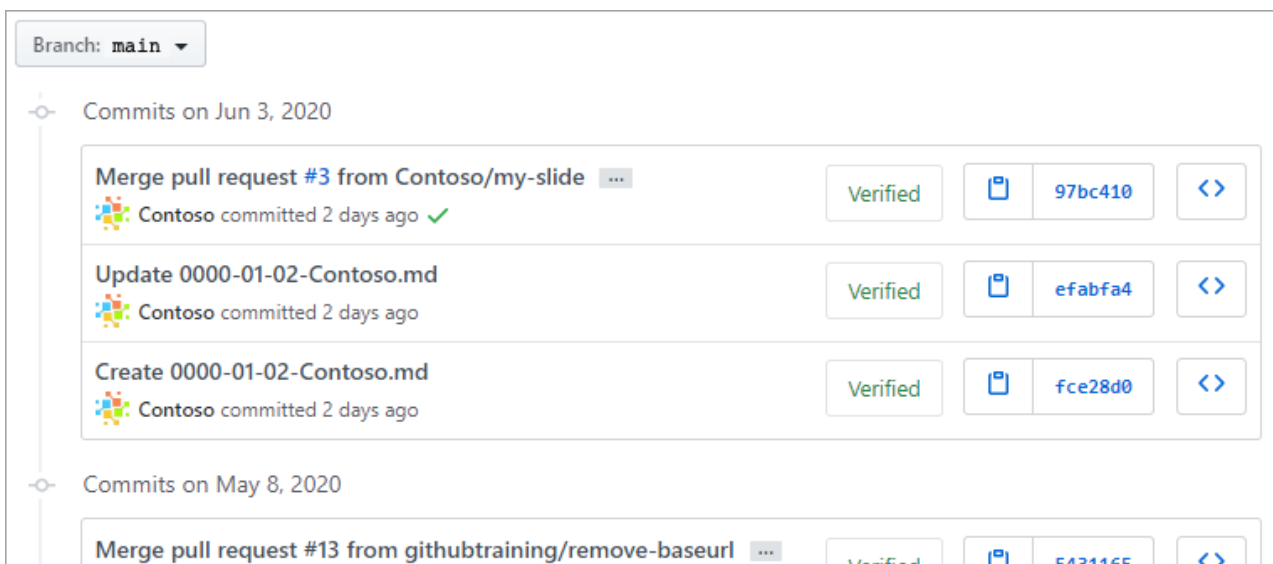 Branch: main
Commits on Jun 3, 2020
Merge pull request #3 from Contoso/my-slide ...
Verified
97bc410
Contoso committed 2 days ago
Update 0000-01-02-Contoso.md
Verified
efabfa4
Contoso committed 2 days ago
Create 0000-01-02-Contoso.md
Verified
fce28d0
Contoso committed 2 days ago
Commits on May 8, 2020
Merge pull request #13 from githubtraining/remove-baseurl ...
Verified
5431165